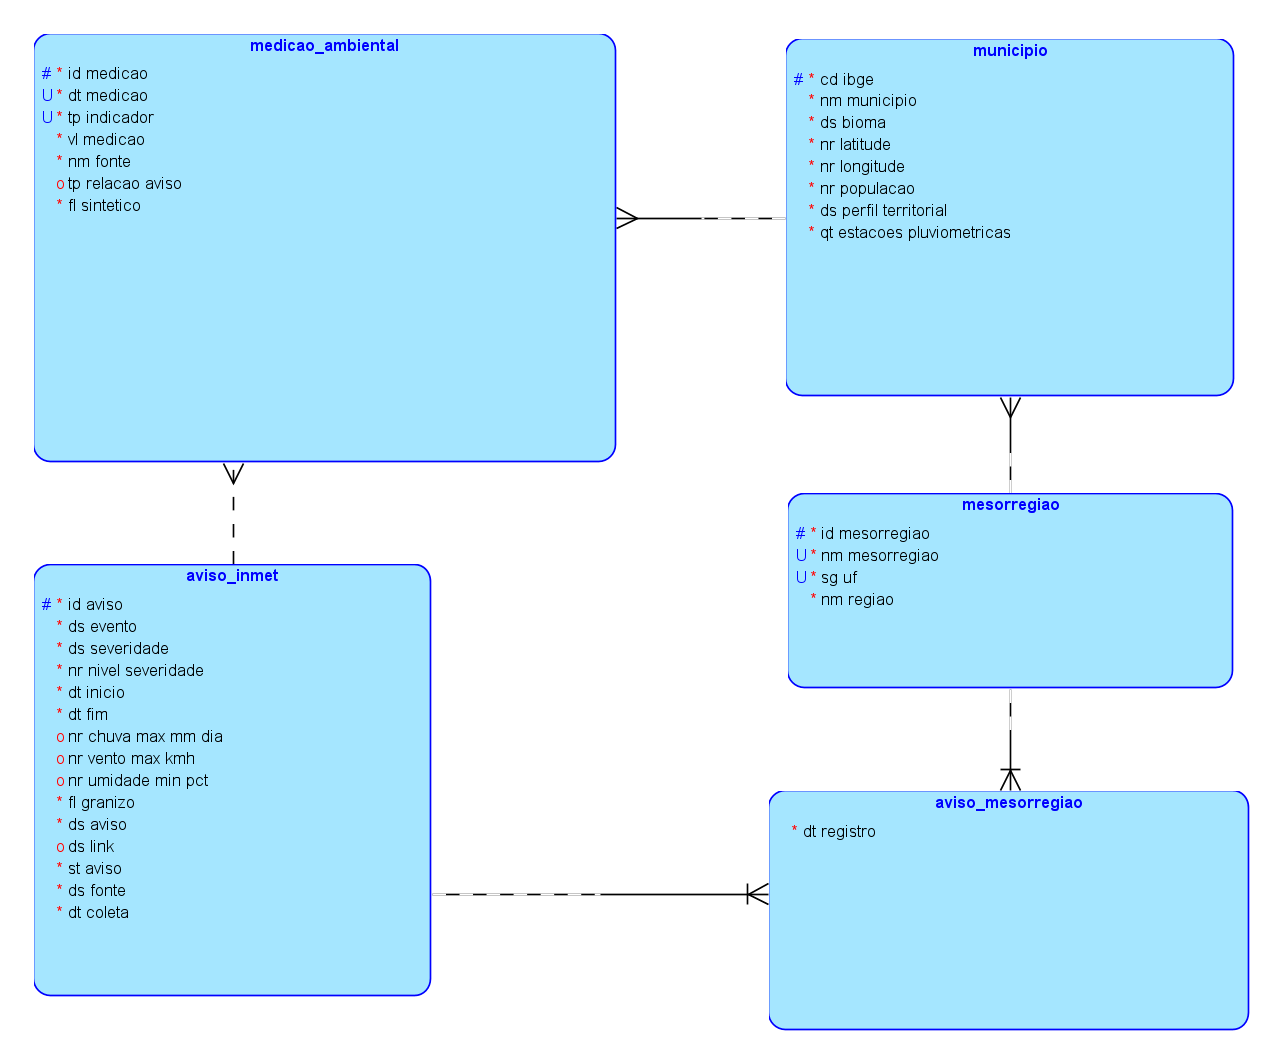 medicao_ambiental
# * id medicao
U * dt medicao
U * tp indicador
* vl medicao
* nm fonte
o tp relacao aviso
* fl sintetico
municipio
# * cd ibge
* nm municipio
* ds bioma
* nr latitude
* nr longitude
* nr populacao
* ds perfil territorial
* qt estacoes pluviometricas
mesorregiao
# * id mesorregiao
U * nm mesorregiao
U * sg uf
* nm regiao
aviso_inmet
# * id aviso
* ds evento
* ds severidade
* nr nivel severidade
* dt inicio
* dt fim
o nr chuva max mm dia
o nr vento max kmh
o nr umidade min pct
* fl granizo
* ds aviso
o ds link
* st aviso
* ds fonte
* dt coleta
aviso_mesorregiao
* dt registro